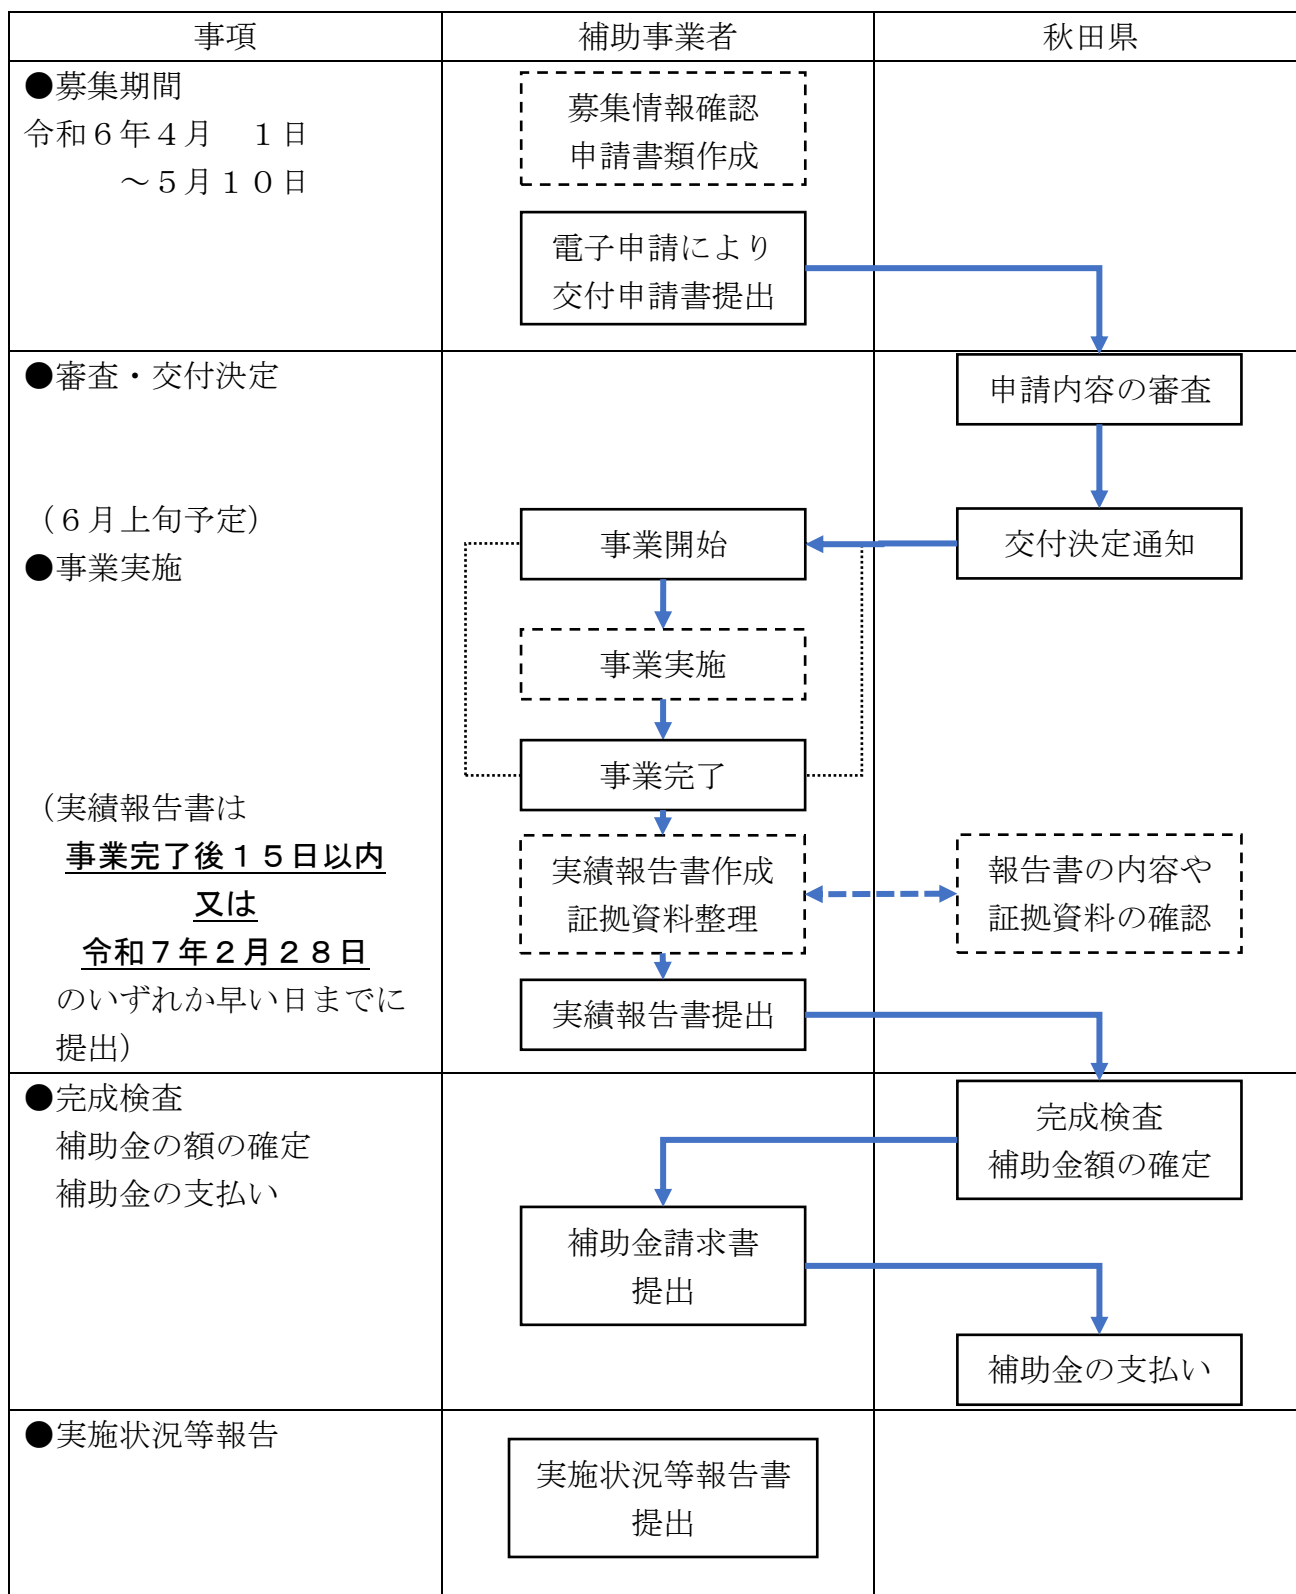 事項
補助事業者
秋田県
●募集期間
令和６年４月　１日
～５月１０日
募集情報確認
申請書類作成
電子申請により
交付申請書提出
●審査・交付決定
申請内容の審査
（６月上旬予定）
●事業実施
事業開始
交付決定通知
事業実施
事業完了
（実績報告書は
事業完了後１５日以内
又は
令和７年２月２８日
のいずれか早い日までに
提出）
実績報告書作成
証拠資料整理
報告書の内容や
証拠資料の確認
実績報告書提出
●完成検査
補助金の額の確定
補助金の支払い
完成検査
補助金額の確定
補助金請求書
提出
補助金の支払い
●実施状況等報告
実施状況等報告書
提出